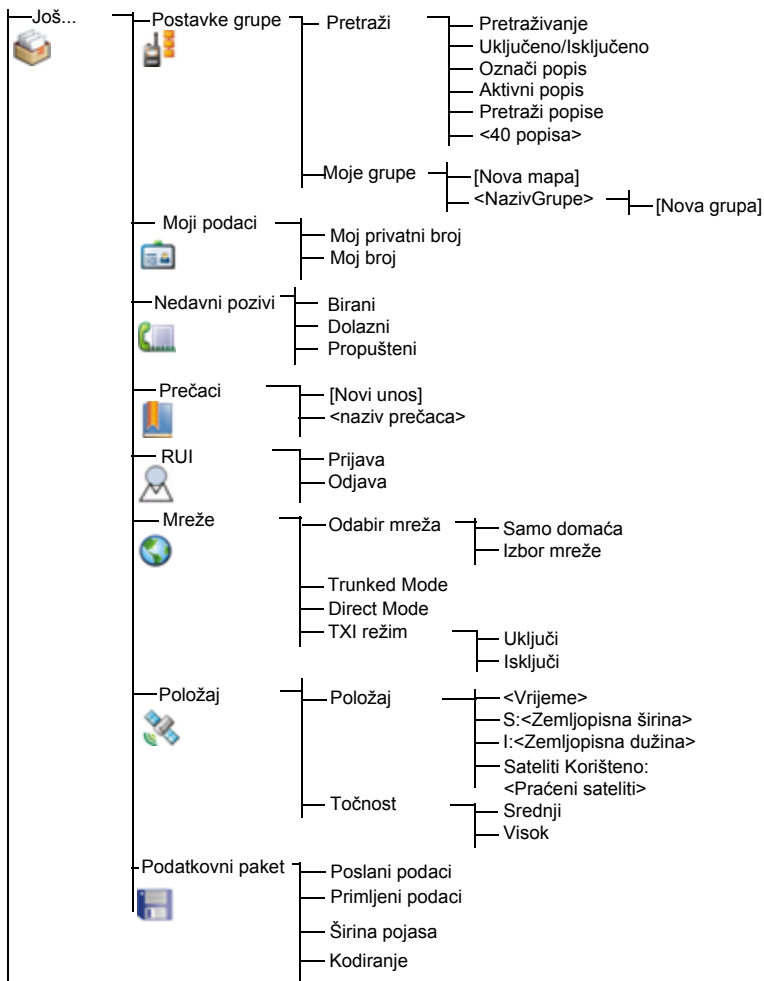 Još...
Postavke grupe
Pretraži
Pretraživanje
Uključeno/Isključeno
Označi popis
Aktivni popis
Pretraži popise
<40 popisa>
Moje grupe
[Nova mapa]
<NazivGrupe>
[Nova grupa]
Moji podaci
Moj privatni broj
Moj broj
Nedavni pozivi
Birani
Dolazni
Propušteni
Prečaci
[Novi unos]
<naziv prečaca>
RUI
Prijava
Odjava
Mreže
Odabir mreža
Samo domaća
Izbor mreže
Trunked Mode
Direct Mode
TXI režim
Uključi
Isključi
Položaj
Položaj
<Vrijeme>
S:<Zemljopisna širina>
I:<Zemljopisna dužina>
Sateliti Korišteno:
<Praćeni sateliti>
Točnost
Srednji
Visok
Podatkovni paket
Poslani podaci
Primljeni podaci
Širina pojasa
Kodiranje